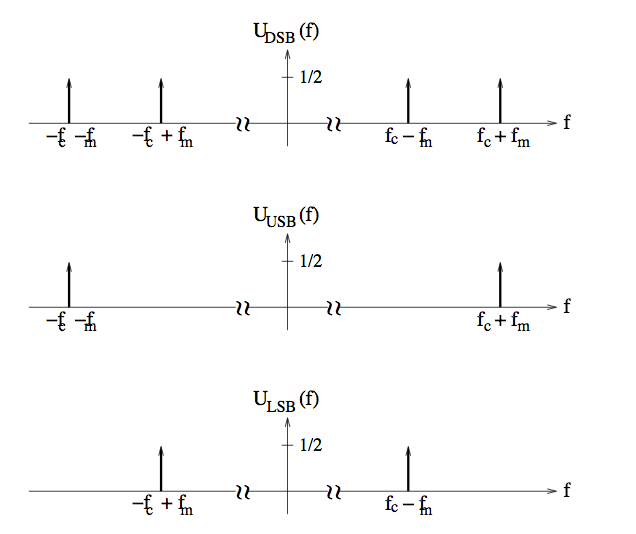 U_DSB (f)
1/2
f
−f_c −f_m −f_c + f_m f_c − f_m f_c + f_m
U_USB (f)
1/2
f
−f_c −f_m f_c + f_m
U_LSB (f)
1/2
f
−f_c + f_m f_c − f_m